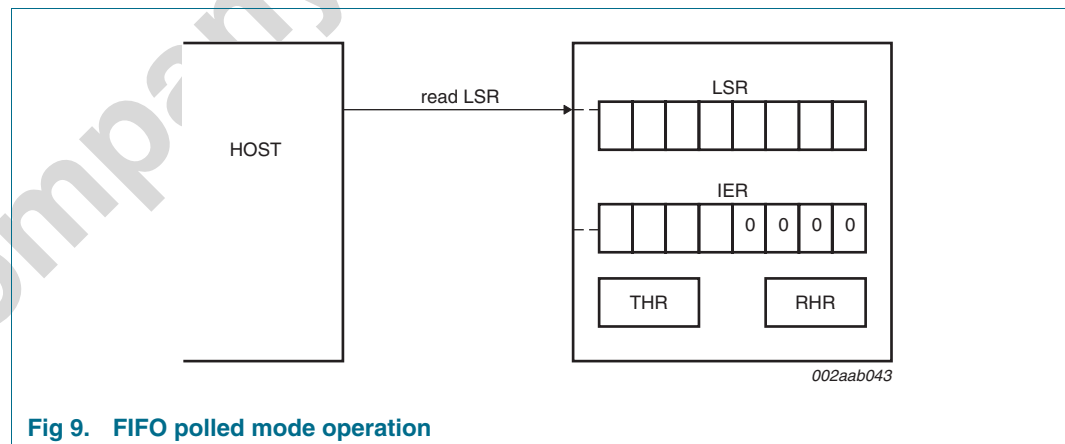 read LSR
HOST
LSR
IER
0 0 0 0
THR
RHR
002aab043
Fig 9. FIFO polled mode operation